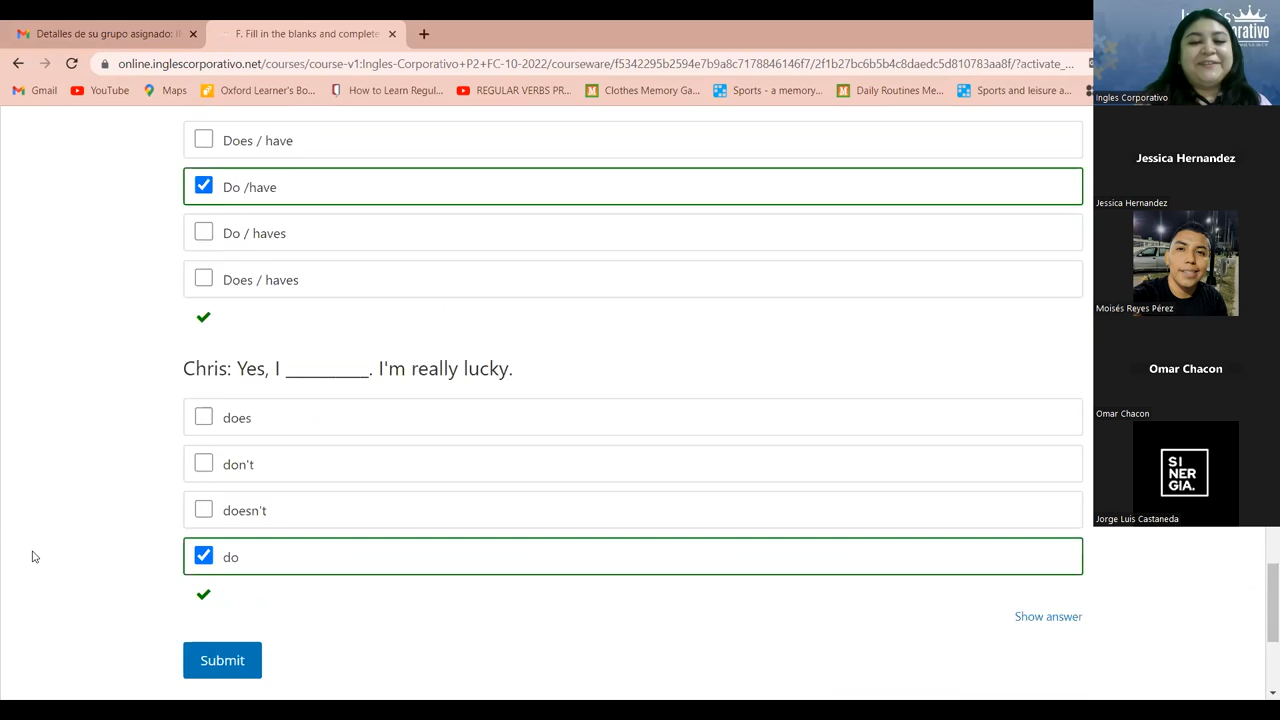 Detalles de su grupo asignado: I
F. Fill in the blanks and complete
online.inglescorporativo.net/courses/course-v1:Ingles-Corporativo+P2+FC-10-2022/courseware/f5342295b2594e7b9a8c7178846146f7/2f1b27bc6b5b4c8daedc5d810783aa8f/?activate_...
Gmail
YouTube
Maps
Oxford Learner's Bo...
How to Learn Regul...
REGULAR VERBS PR...
Clothes Memory Ga...
Sports - a memory...
Daily Routines Me...
Sports and leisure a...
Does / have
Do /have
Do / haves
Does / haves
Chris: Yes, I _________. I'm really lucky.
does
don't
doesn't
do
Show answer
Submit
Ingles Corporativo
Jessica Hernandez
Jessica Hernandez
Moisés Reyes Pérez
Omar Chacon
Omar Chacon
SI
NER
GIA.
Jorge Luis Castaneda